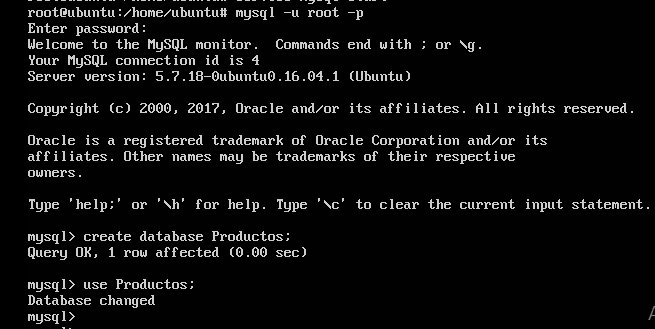 root@ubuntu:/home/ubuntu# mysql -u root -p
Enter password:
Welcome to the MySQL monitor.  Commands end with ; or \g.
Your MySQL connection id is 4
Server version: 5.7.18-0ubuntu0.16.04.1 (Ubuntu)
Copyright (c) 2000, 2017, Oracle and/or its affiliates. All rights reserved.
Oracle is a registered trademark of Oracle Corporation and/or its
affiliates. Other names may be trademarks of their respective
owners.
Type 'help;' or '\h' for help. Type '\c' to clear the current input statement.
mysql> create database Productos;
Query OK, 1 row affected (0.00 sec)
mysql> use Productos;
Database changed
mysql>